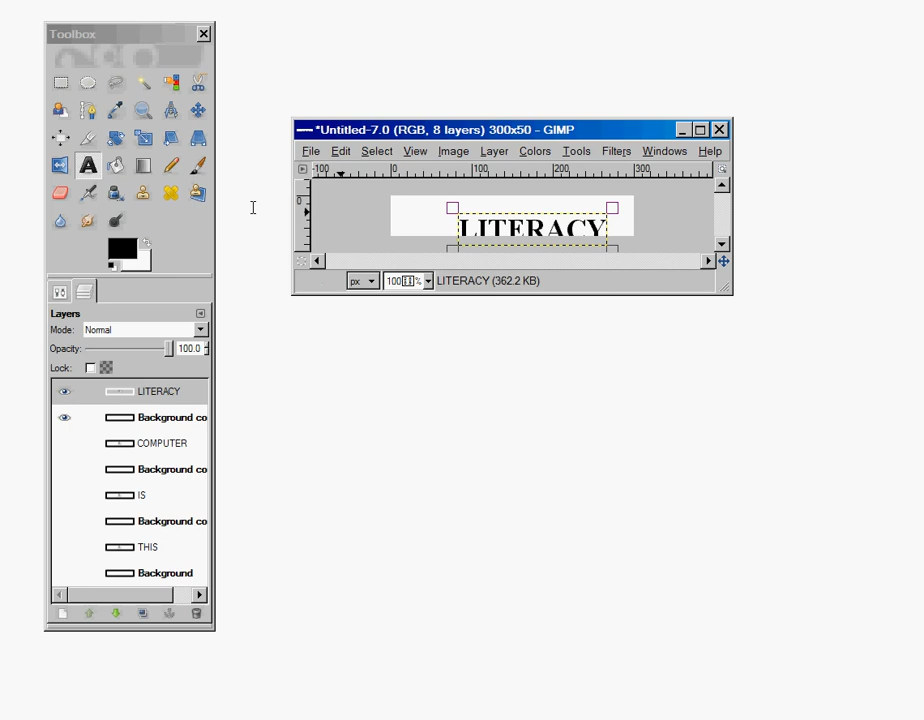 Toolbox
*Untitled-7.0 (RGB, 8 layers) 300x50 – GIMP
File Edit Select View Image Layer Colors Tools Filters Windows Help
-100 0 100 200 300
0
LITERACY
px 100 % LITERACY (362.2 KB)
Layers
Mode: Normal
Opacity: 100.0
Lock:
LITERACY
Background co
COMPUTER
Background co
IS
Background co
THIS
Background